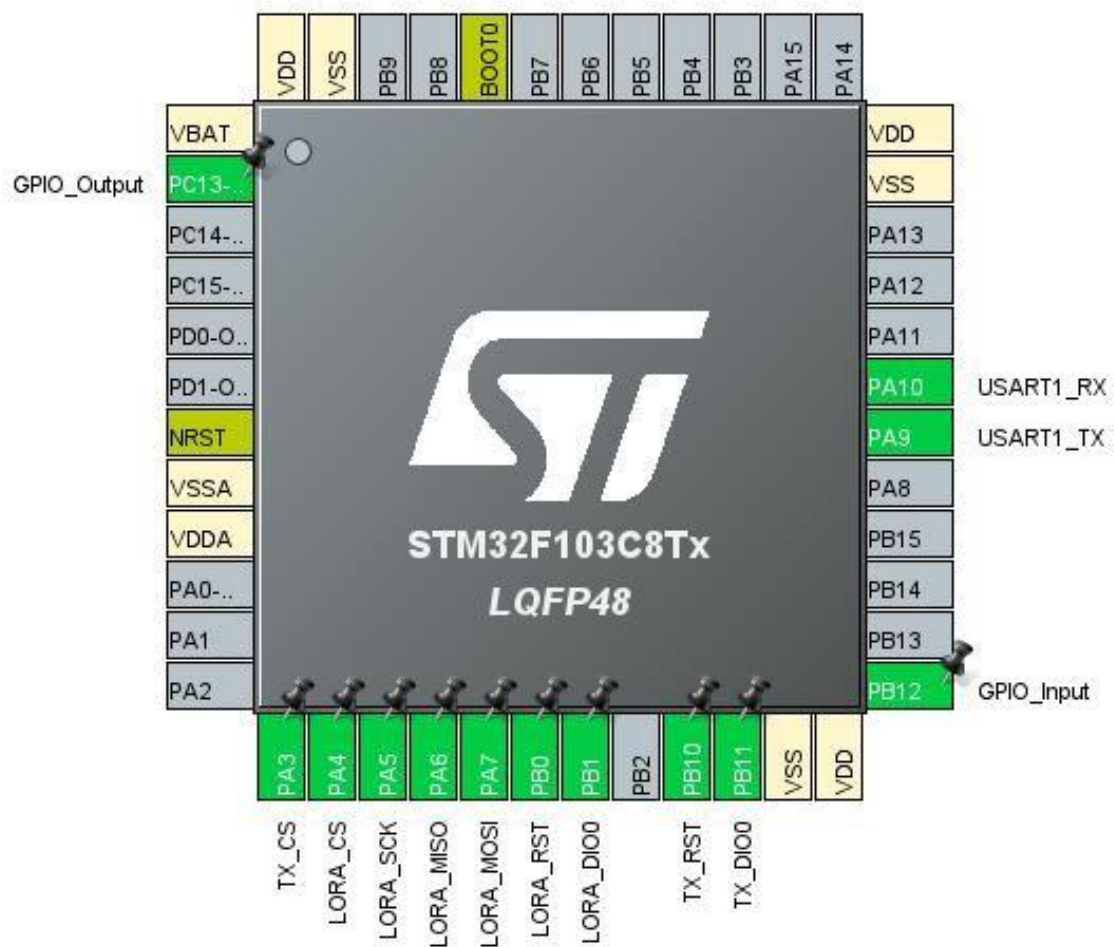 VDD
VSS
PB9
PB8
BOOT0
PB7
PB6
PB5
PB4
PB3
PA15
PA14
VBAT
GPIO_Output PC13-..
PC14-..
PC15-..
PD0-O..
PD1-O..
NRST
VSSA
VDDA
PA0-..
PA1
PA2
VDD
VSS
PA13
PA12
PA11
PA10 USART1_RX
PA9 USART1_TX
PA8
PB15
PB14
PB13
PB12 GPIO_Input
ST
STM32F103C8Tx
LQFP48
PA3
PA4
PA5
PA6
PA7
PB0
PB1
PB2
PB10
PB11
VSS
VDD
TX_CS
LORA_CS
LORA_SCK
LORA_MISO
LORA_MOSI
LORA_RST
LORA_DIO0
TX_RST
TX_DIO0